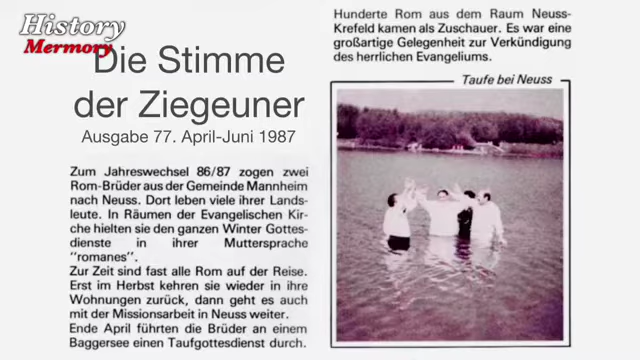 History
Mermory
Die Stimme
der Ziegeuner
Ausgabe 77. April-Juni 1987
Zum Jahreswechsel 86/87 zogen zwei
Rom-Brüder aus der Gemeinde Mannheim
nach Neuss. Dort leben viele ihrer Lands-
leute. In Räumen der Evangelischen Kir-
che hielten sie den ganzen Winter Gottes-
dienste in ihrer Muttersprache
"romanes".
Zur Zeit sind fast alle Rom auf der Reise.
Erst im Herbst kehren sie wieder in ihre
Wohnungen zurück, dann geht es auch
mit der Missionsarbeit in Neuss weiter.
Ende April führten die Brüder an einem
Baggersee einen Taufgottesdienst durch.
Hunderte Rom aus dem Raum Neuss-
Krefeld kamen als Zuschauer. Es war eine
großartige Gelegenheit zur Verkündigung
des herrlichen Evangeliums.
Taufe bei Neuss